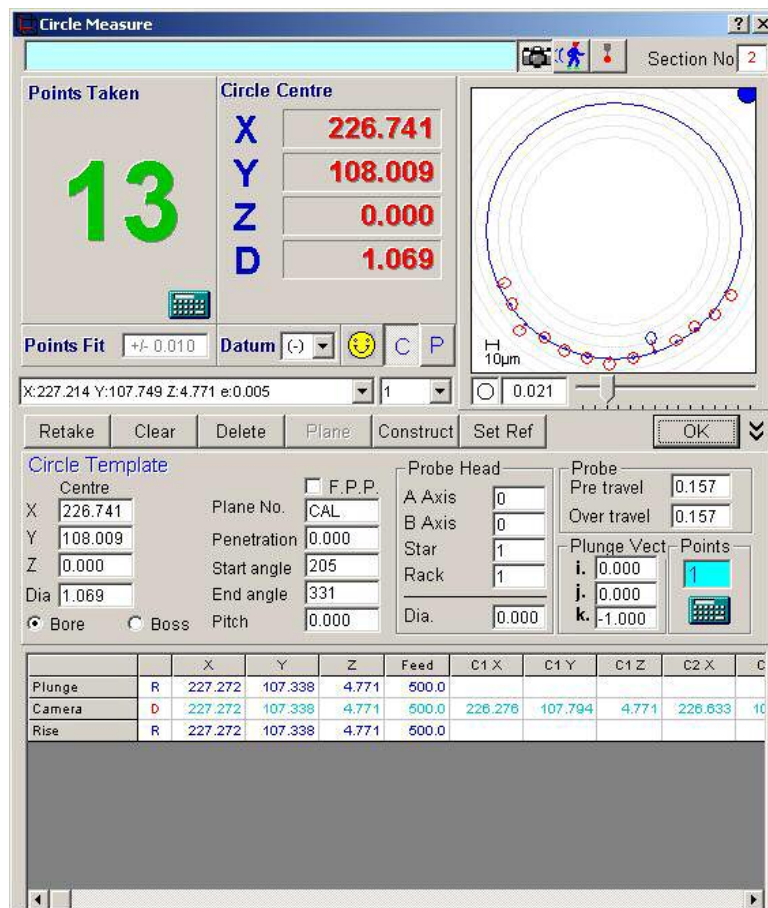 Circle Measure
Section No 2
Points Taken
13
Circle Centre
X 226.741
Y 108.009
Z 0.000
D 1.069
10µm
Points Fit +/- 0.010 Datum (-) C P
X:227.214 Y:107.749 Z:4.771 e:0.005 1 0.021
Retake Clear Delete Plane Construct Set Ref OK
Circle Template
Centre
X 226.741
Y 108.009
Z 0.000
Dia 1.069
Bore Boss
F.P.P.
Plane No. CAL
Penetration 0.000
Start angle 205
End angle 331
Pitch 0.000
Probe Head
A Axis 0
B Axis 0
Star 1
Rack 1
Dia. 0.000
Probe
Pre travel 0.157
Over travel 0.157
Plunge Vect
i. 0.000
j. 0.000
k. -1.000
Points
1
X Y Z Feed C1 X C1 Y C1 Z C2 X C
Plunge R 227.272 107.338 4.771 500.0
Camera D 227.272 107.338 4.771 500.0 226.276 107.794 4.771 226.633 10
Rise R 227.272 107.338 4.771 500.0